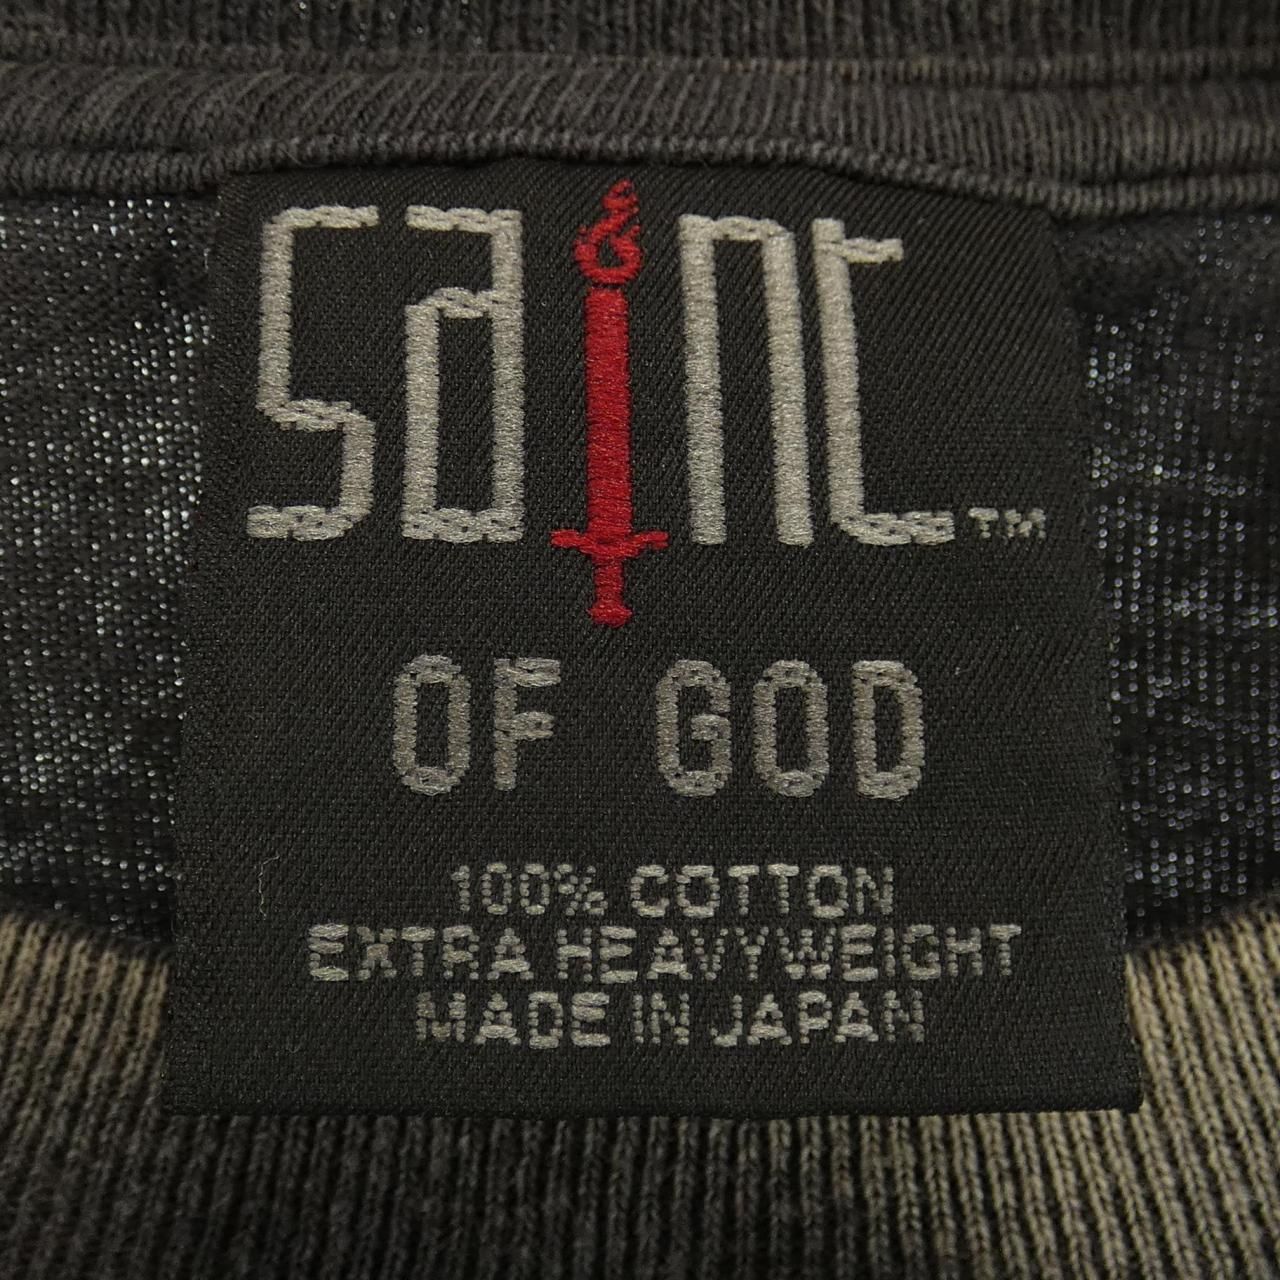 SaiNt™
OF GOD
100% COTTON
EXTRA HEAVYWEIGHT
MADE IN JAPAN